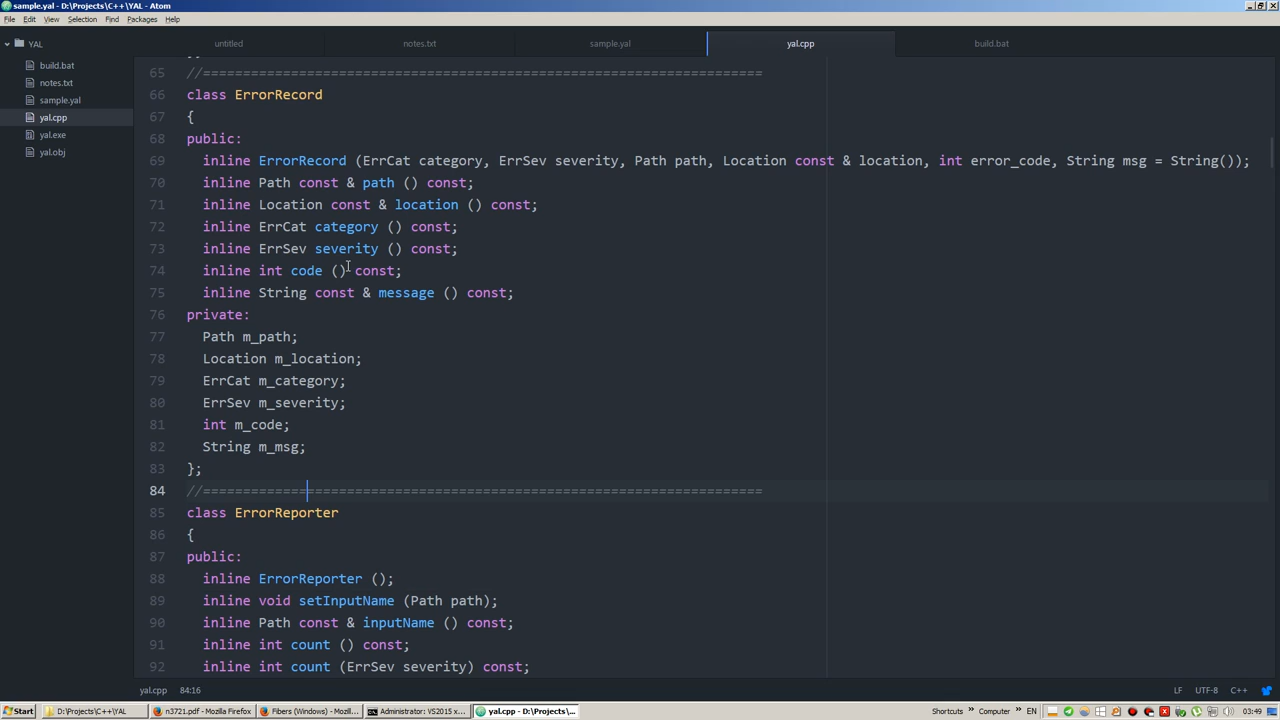 sample.yal - D:\Projects\C++\YAL - Atom
File Edit View Selection Find Packages Help
YAL
untitled notes.txt sample.yal yal.cpp build.bat
build.bat
notes.txt
sample.yal
yal.cpp
yal.exe
yal.obj
65 //======================================================================
66 class ErrorRecord
67 {
68 public:
69 inline ErrorRecord (ErrCat category, ErrSev severity, Path path, Location const & location, int error_code, String msg = String());
70 inline Path const & path () const;
71 inline Location const & location () const;
72 inline ErrCat category () const;
73 inline ErrSev severity () const;
74 inline int code () const;
75 inline String const & message () const;
76 private:
77 Path m_path;
78 Location m_location;
79 ErrCat m_category;
80 ErrSev m_severity;
81 int m_code;
82 String m_msg;
83 };
84 //======================================================================
85 class ErrorReporter
86 {
87 public:
88 inline ErrorReporter ();
89 inline void setInputName (Path path);
90 inline Path const & inputName () const;
91 inline int count () const;
92 inline int count (ErrSev severity) const;
yal.cpp 84:16 LF UTF-8 C++
Start D:\Projects\C++\YAL n3721.pdf - Mozilla Firefox Fibers (Windows) - Mozill... Administrator: VS2015 x... yal.cpp - D:\Projects\... Shortcuts » Computer » EN 03:49